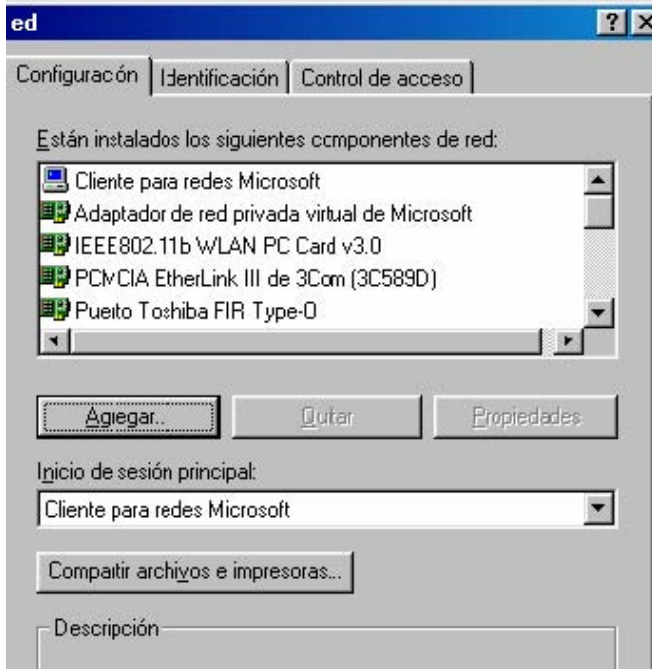 ed
Configuracón Identificación Control de acceso
Están instalados los siguientes componentes de red:
Cliente para redes Microsoft
Adaptador de red privada virtual de Microsoft
IEEE802.11b WLAN PC Card v3.0
PCMCIA EtherLink III de 3Com (3C589D)
Puerto Toshiba FIR Type-O
Agregar.. Quitar Propiedades
Inicio de sesión principal:
Cliente para redes Microsoft
Compartir archivos e impresoras...
Descripción